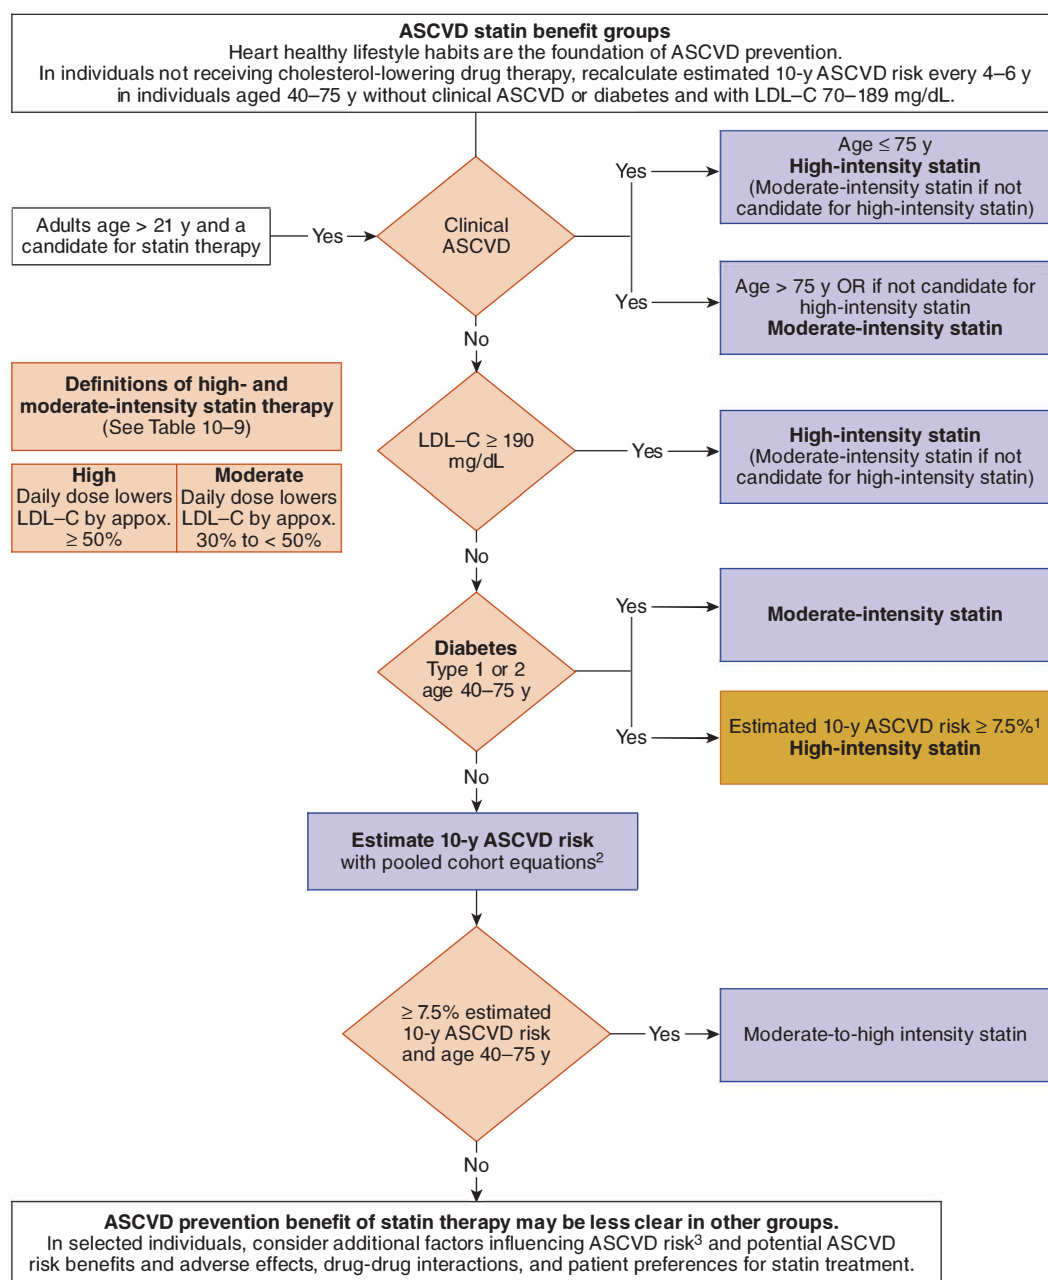 ASCVD statin benefit groups
Heart healthy lifestyle habits are the foundation of ASCVD prevention.
In individuals not receiving cholesterol-lowering drug therapy, recalculate estimated 10-y ASCVD risk every 4–6 y
in individuals aged 40–75 y without clinical ASCVD or diabetes and with LDL–C 70–189 mg/dL.
Adults age > 21 y and a
candidate for statin therapy
Yes
Clinical
ASCVD
Yes
Age ≤ 75 y
High-intensity statin
(Moderate-intensity statin if not
candidate for high-intensity statin)
Yes
Age > 75 y OR if not candidate for
high-intensity statin
Moderate-intensity statin
No
Definitions of high- and
moderate-intensity statin therapy
(See Table 10–9)
High
Daily dose lowers
LDL–C by appox.
≥ 50%
Moderate
Daily dose lowers
LDL–C by appox.
30% to < 50%
LDL–C ≥ 190
mg/dL
Yes
High-intensity statin
(Moderate-intensity statin if not
candidate for high-intensity statin)
No
Diabetes
Type 1 or 2
age 40–75 y
Yes
Moderate-intensity statin
Yes
Estimated 10-y ASCVD risk ≥ 7.5%¹
High-intensity statin
No
Estimate 10-y ASCVD risk
with pooled cohort equations²
≥ 7.5% estimated
10-y ASCVD risk
and age 40–75 y
Yes
Moderate-to-high intensity statin
No
ASCVD prevention benefit of statin therapy may be less clear in other groups.
In selected individuals, consider additional factors influencing ASCVD risk³ and potential ASCVD
risk benefits and adverse effects, drug-drug interactions, and patient preferences for statin treatment.